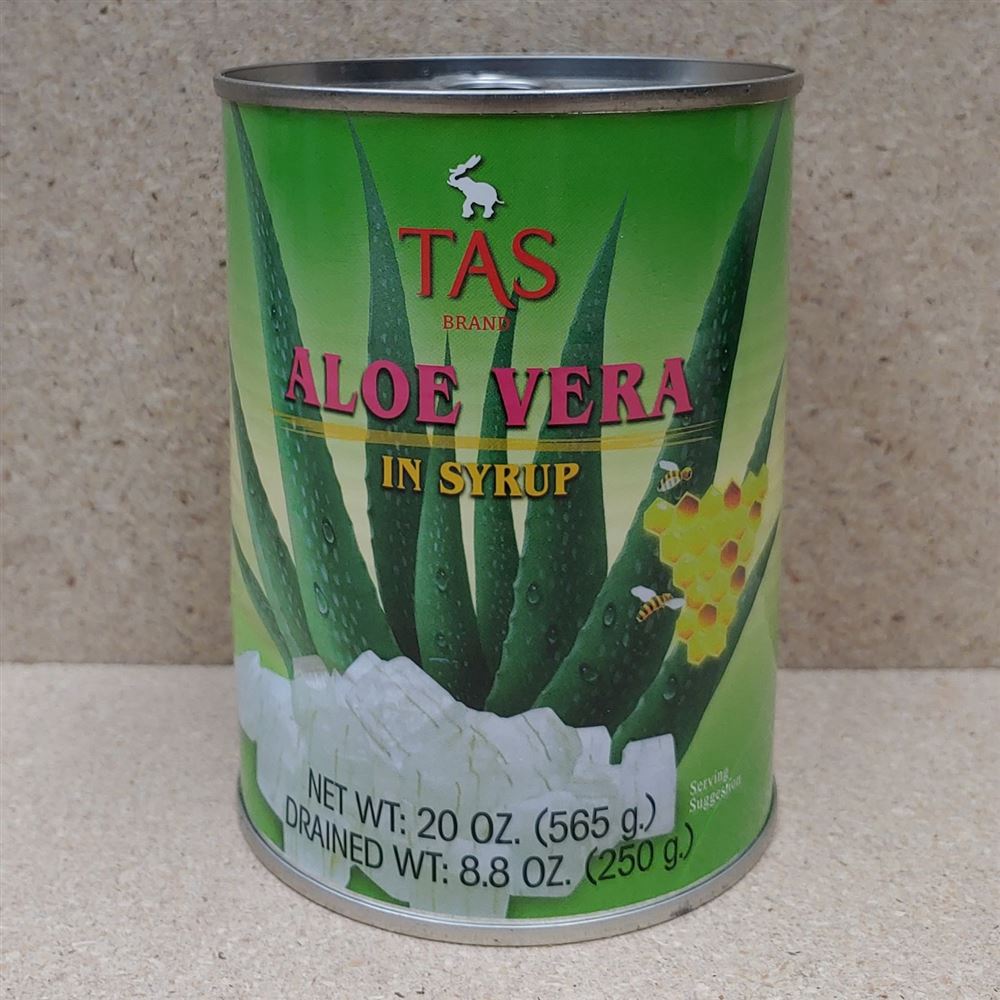 TAS
BRAND
ALOE VERA
IN SYRUP
Serving
Suggestion
NET WT: 20 OZ. (565 g.)
DRAINED WT: 8.8 OZ. (250 g.)